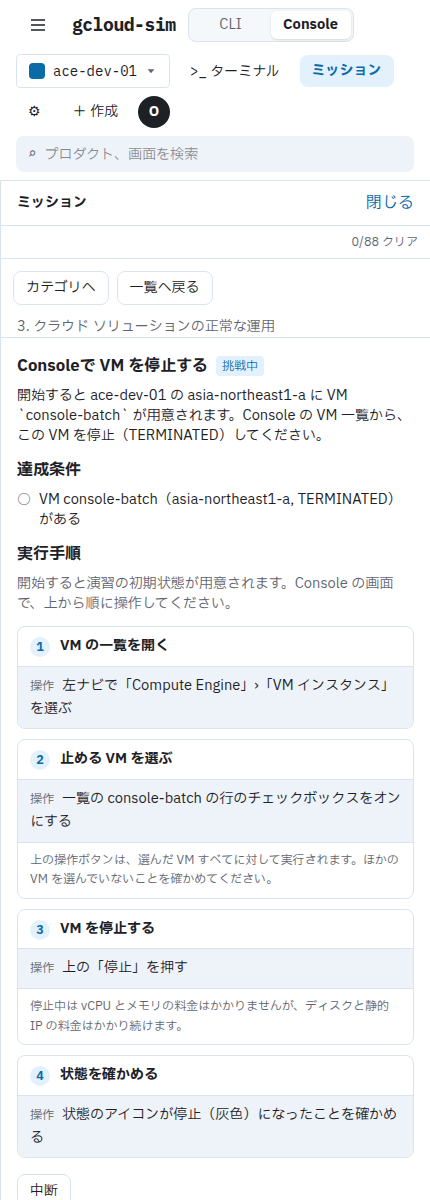 gcloud-sim CLI Console
ace-dev-01 >_ ターミナル ミッション
＋ 作成 O
プロダクト、画面を検索
ミッション 閉じる
0/88 クリア
カテゴリへ 一覧へ戻る
3. クラウド ソリューションの正常な運用
Consoleで VM を停止する 挑戦中
開始すると ace-dev-01 の asia-northeast1-a に VM
`console-batch` が用意されます。Console の VM 一覧から、
この VM を停止（TERMINATED）してください。
達成条件
VM console-batch（asia-northeast1-a, TERMINATED）
がある
実行手順
開始すると演習の初期状態が用意されます。Console の画面
で、上から順に操作してください。
1 VM の一覧を開く
操作 左ナビで「Compute Engine」›「VM インスタンス」
を選ぶ
2 止める VM を選ぶ
操作 一覧の console-batch の行のチェックボックスをオン
にする
上の操作ボタンは、選んだ VM すべてに対して実行されます。ほかの
VM を選んでいないことを確かめてください。
3 VM を停止する
操作 上の「停止」を押す
停止中は vCPU とメモリの料金はかかりませんが、ディスクと静的
IP の料金はかかり続けます。
4 状態を確かめる
操作 状態のアイコンが停止（灰色）になったことを確かめ
る
中断